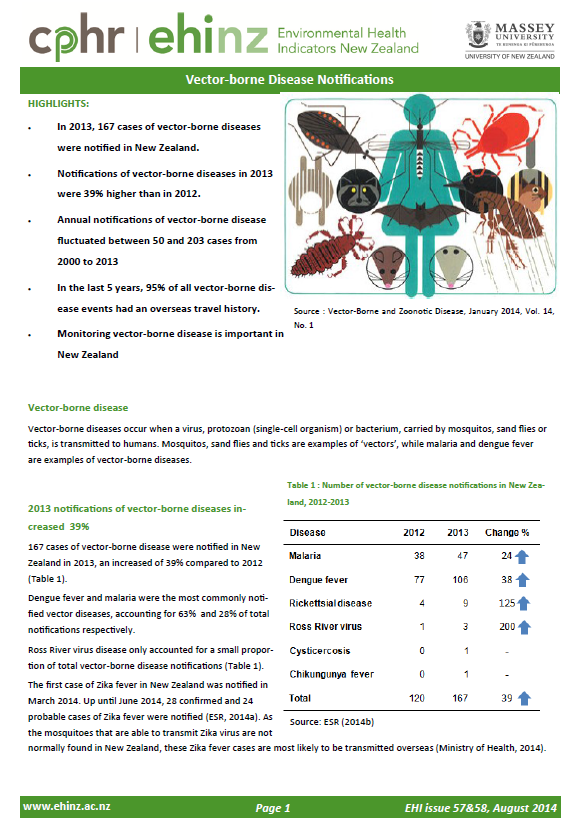 cphr | ehinz Environmental Health
Indicators New Zealand
MASSEY
UNIVERSITY
TE KUNENGA KI PŪREHUROA
UNIVERSITY OF NEW ZEALAND
Vector-borne Disease Notifications
HIGHLIGHTS:
• In 2013, 167 cases of vector-borne diseases
were notified in New Zealand.
• Notifications of vector-borne diseases in 2013
were 39% higher than in 2012.
• Annual notifications of vector-borne disease
fluctuated between 50 and 203 cases from
2000 to 2013
• In the last 5 years, 95% of all vector-borne dis-
ease events had an overseas travel history.
• Monitoring vector-borne disease is important in
New Zealand
Source : Vector-Borne and Zoonotic Disease, January 2014, Vol. 14,
No. 1
Vector-borne disease
Vector-borne diseases occur when a virus, protozoan (single-cell organism) or bacterium, carried by mosquitos, sand flies or
ticks, is transmitted to humans. Mosquitos, sand flies and ticks are examples of 'vectors', while malaria and dengue fever
are examples of vector-borne diseases.
2013 notifications of vector-borne diseases in-
creased 39%
167 cases of vector-borne disease were notified in New
Zealand in 2013, an increased of 39% compared to 2012
(Table 1).
Dengue fever and malaria were the most commonly noti-
fied vector diseases, accounting for 63% and 28% of total
notifications respectively.
Ross River virus disease only accounted for a small propor-
tion of total vector-borne disease notifications (Table 1).
The first case of Zika fever in New Zealand was notified in
March 2014. Up until June 2014, 28 confirmed and 24
probable cases of Zika fever were notified (ESR, 2014a). As
the mosquitoes that are able to transmit Zika virus are not
normally found in New Zealand, these Zika fever cases are most likely to be transmitted overseas (Ministry of Health, 2014).
Table 1 : Number of vector-borne disease notifications in New Zea-
land, 2012-2013
Disease 2012 2013 Change %
Malaria 38 47 24
Dengue fever 77 106 38
Rickettsial disease 4 9 125
Ross River virus 1 3 200
Cysticercosis 0 1 -
Chikungunya fever 0 1 -
Total 120 167 39
Source: ESR (2014b)
www.ehinz.ac.nz Page 1 EHI issue 57&58, August 2014